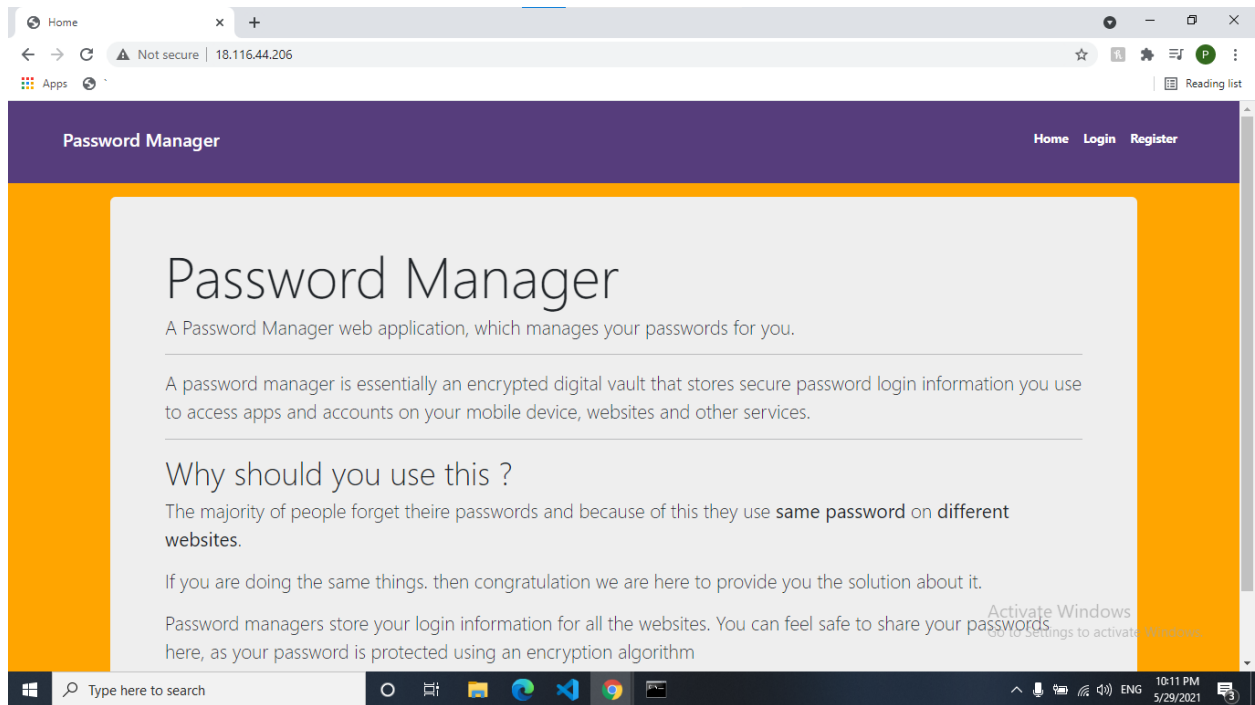 Home
Not secure | 18.116.44.206
P
Apps `
Reading list
Password Manager
Home Login Register
Password Manager
A Password Manager web application, which manages your passwords for you.
A password manager is essentially an encrypted digital vault that stores secure password login information you use
to access apps and accounts on your mobile device, websites and other services.
Why should you use this ?
The majority of people forget theire passwords and because of this they use same password on different
websites.
If you are doing the same things. then congratulation we are here to provide you the solution about it.
Activate Windows
Password managers store your login information for all the websites. You can feel safe to share your passwords
Go to Settings to activate Windows.
here, as your password is protected using an encryption algorithm
Type here to search
ENG
10:11 PM
5/29/2021
3